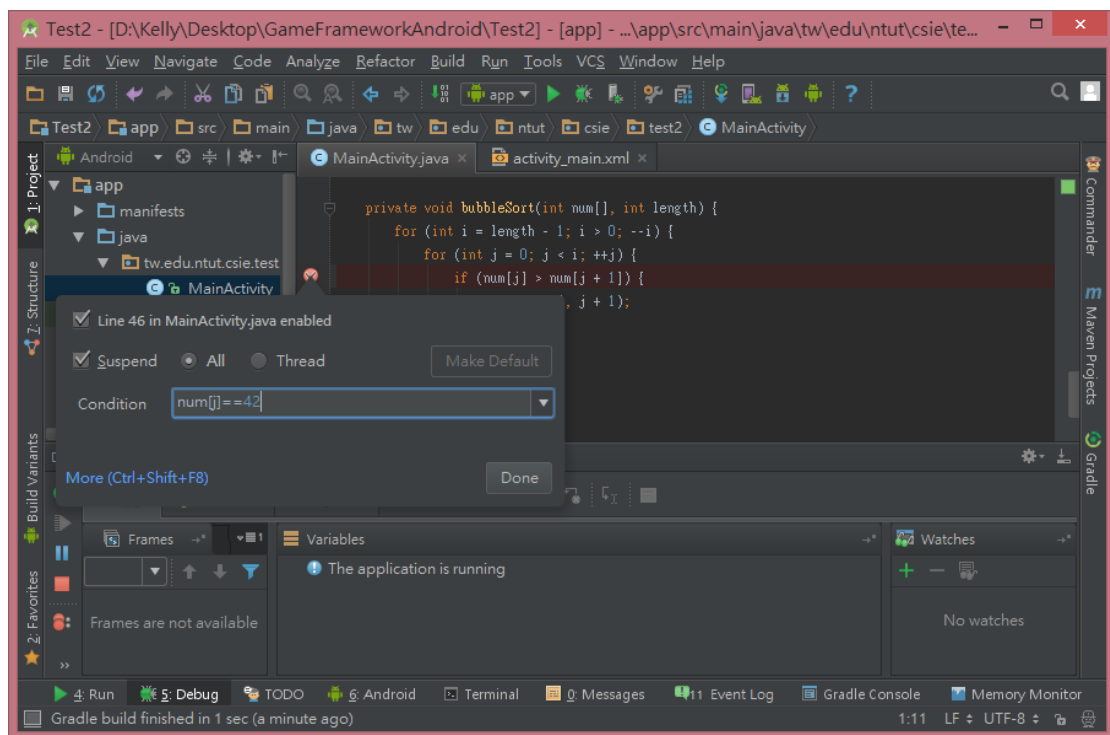 Test2 - [D:\Kelly\Desktop\GameFrameworkAndroid\Test2] - [app] - ...\app\src\main\java\tw\edu\ntut\csie\te...
File Edit View Navigate Code Analyze Refactor Build Run Tools VCS Window Help
app
Test2 app src main java tw edu ntut csie test2 MainActivity
1: Project
Android
MainActivity.java
activity_main.xml
app
manifests
java
tw.edu.ntut.csie.test
MainActivity
private void bubbleSort(int num[], int length) {
for (int i = length - 1; i > 0; --i) {
for (int j = 0; j < i; ++j) {
if (num[j] > num[j + 1]) {
, j + 1);
Commander
Maven Projects
Gradle
7: Structure
Build Variants
2: Favorites
Line 46 in MainActivity.java enabled
Suspend All Thread Make Default
Condition num[j]==42
More (Ctrl+Shift+F8) Done
Frames 1
Variables
Watches
The application is running
Frames are not available
No watches
4: Run 5: Debug TODO 6: Android Terminal 0: Messages 11 Event Log Gradle Console Memory Monitor
Gradle build finished in 1 sec (a minute ago) 1:11 LF UTF-8